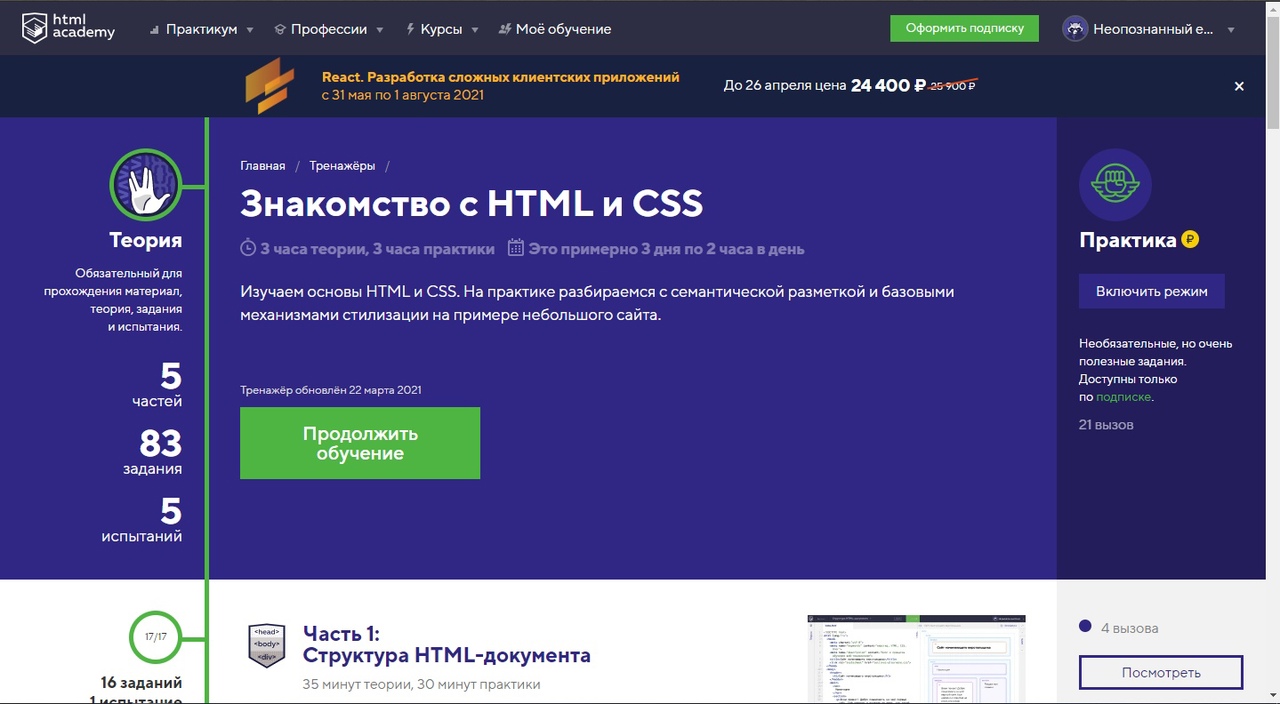 html
academy
Практикум
Профессии
Курсы
Моё обучение
Оформить подписку
Неопознанный е...
React. Разработка сложных клиентских приложений
с 31 мая по 1 августа 2021
До 26 апреля цена 24 400 ₽ 25 900 ₽
Теория
Обязательный для
прохождения материал,
теория, задания
и испытания.
5
частей
83
задания
5
испытаний
Главная / Тренажёры /
Знакомство с HTML и CSS
3 часа теории, 3 часа практики Это примерно 3 дня по 2 часа в день
Изучаем основы HTML и CSS. На практике разбираемся с семантической разметкой и базовыми
механизмами стилизации на примере небольшого сайта.
Тренажёр обновлён 22 марта 2021
Продолжить
обучение
Практика ₽
Включить режим
Необязательные, но очень
полезные задания.
Доступны только
по подписке.
21 вызов
17/17
16 заданий
1 испытание
<head>
<body>
<div>
Часть 1:
Структура HTML-документа
35 минут теории, 30 минут практики
4 вызова
Посмотреть